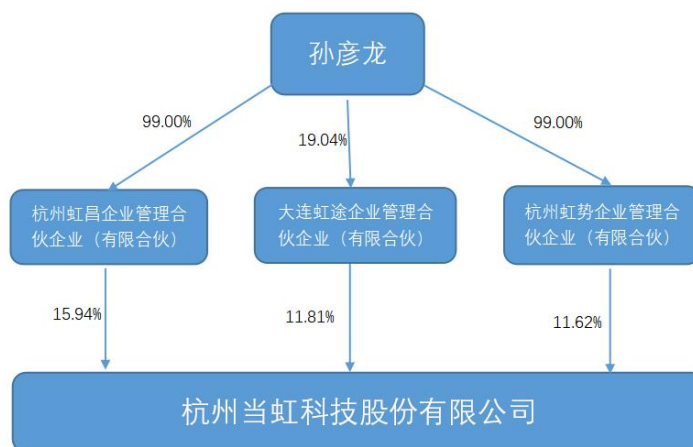 孙彦龙
99.00%
19.04%
99.00%
杭州虹昌企业管理合
伙企业（有限合伙）
大连虹途企业管理合
伙企业（有限合伙）
杭州虹势企业管理合
伙企业（有限合伙）
15.94%
11.81%
11.62%
杭州当虹科技股份有限公司